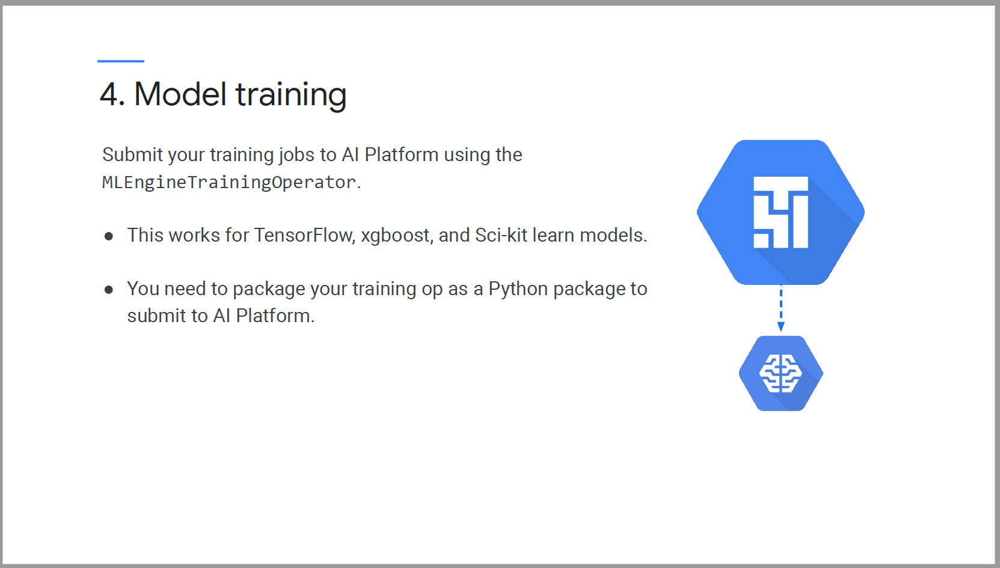 4. Model training
Submit your training jobs to AI Platform using the
MLEngineTrainingOperator.
● This works for TensorFlow, xgboost, and Sci-kit learn models.
● You need to package your training op as a Python package to
submit to AI Platform.